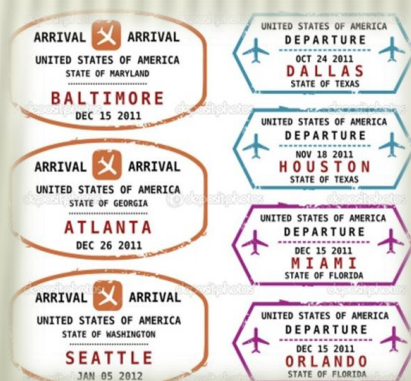 ARRIVAL ARRIVAL
UNITED STATES OF AMERICA
STATE OF MARYLAND
BALTIMORE
DEC 15 2011
ARRIVAL ARRIVAL
UNITED STATES OF AMERICA
STATE OF GEORGIA
ATLANTA
DEC 26 2011
ARRIVAL ARRIVAL
UNITED STATES OF AMERICA
STATE OF WASHINGTON
SEATTLE
JAN 05 2012
UNITED STATES OF AMERICA
DEPARTURE
OCT 24 2011
DALLAS
STATE OF TEXAS
UNITED STATES OF AMERICA
DEPARTURE
NOV 18 2011
HOUSTON
STATE OF TEXAS
UNITED STATES OF AMERICA
DEPARTURE
DEC 15 2011
MIAMI
STATE OF FLORIDA
UNITED STATES OF AMERICA
DEPARTURE
DEC 15 2011
ORLANDO
STATE OF FLORIDA